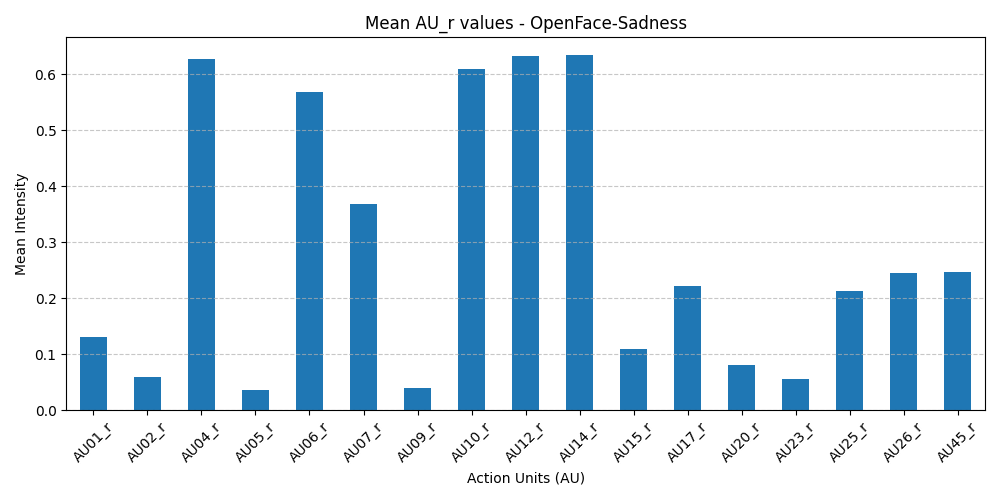 Mean AU_r values - OpenFace-Sadness
Mean Intensity
0.6
0.5
0.4
0.3
0.2
0.1
0.0
AU01_r AU02_r AU04_r AU05_r AU06_r AU07_r AU09_r AU10_r AU12_r AU14_r AU15_r AU17_r AU20_r AU23_r AU25_r AU26_r AU45_r
Action Units (AU)